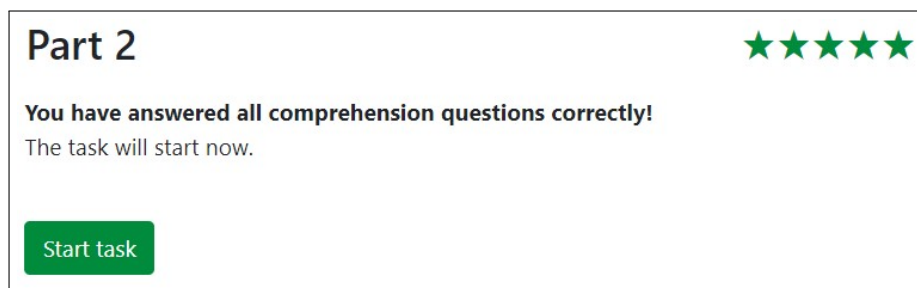 Part 2
You have answered all comprehension questions correctly!
The task will start now.
Start task